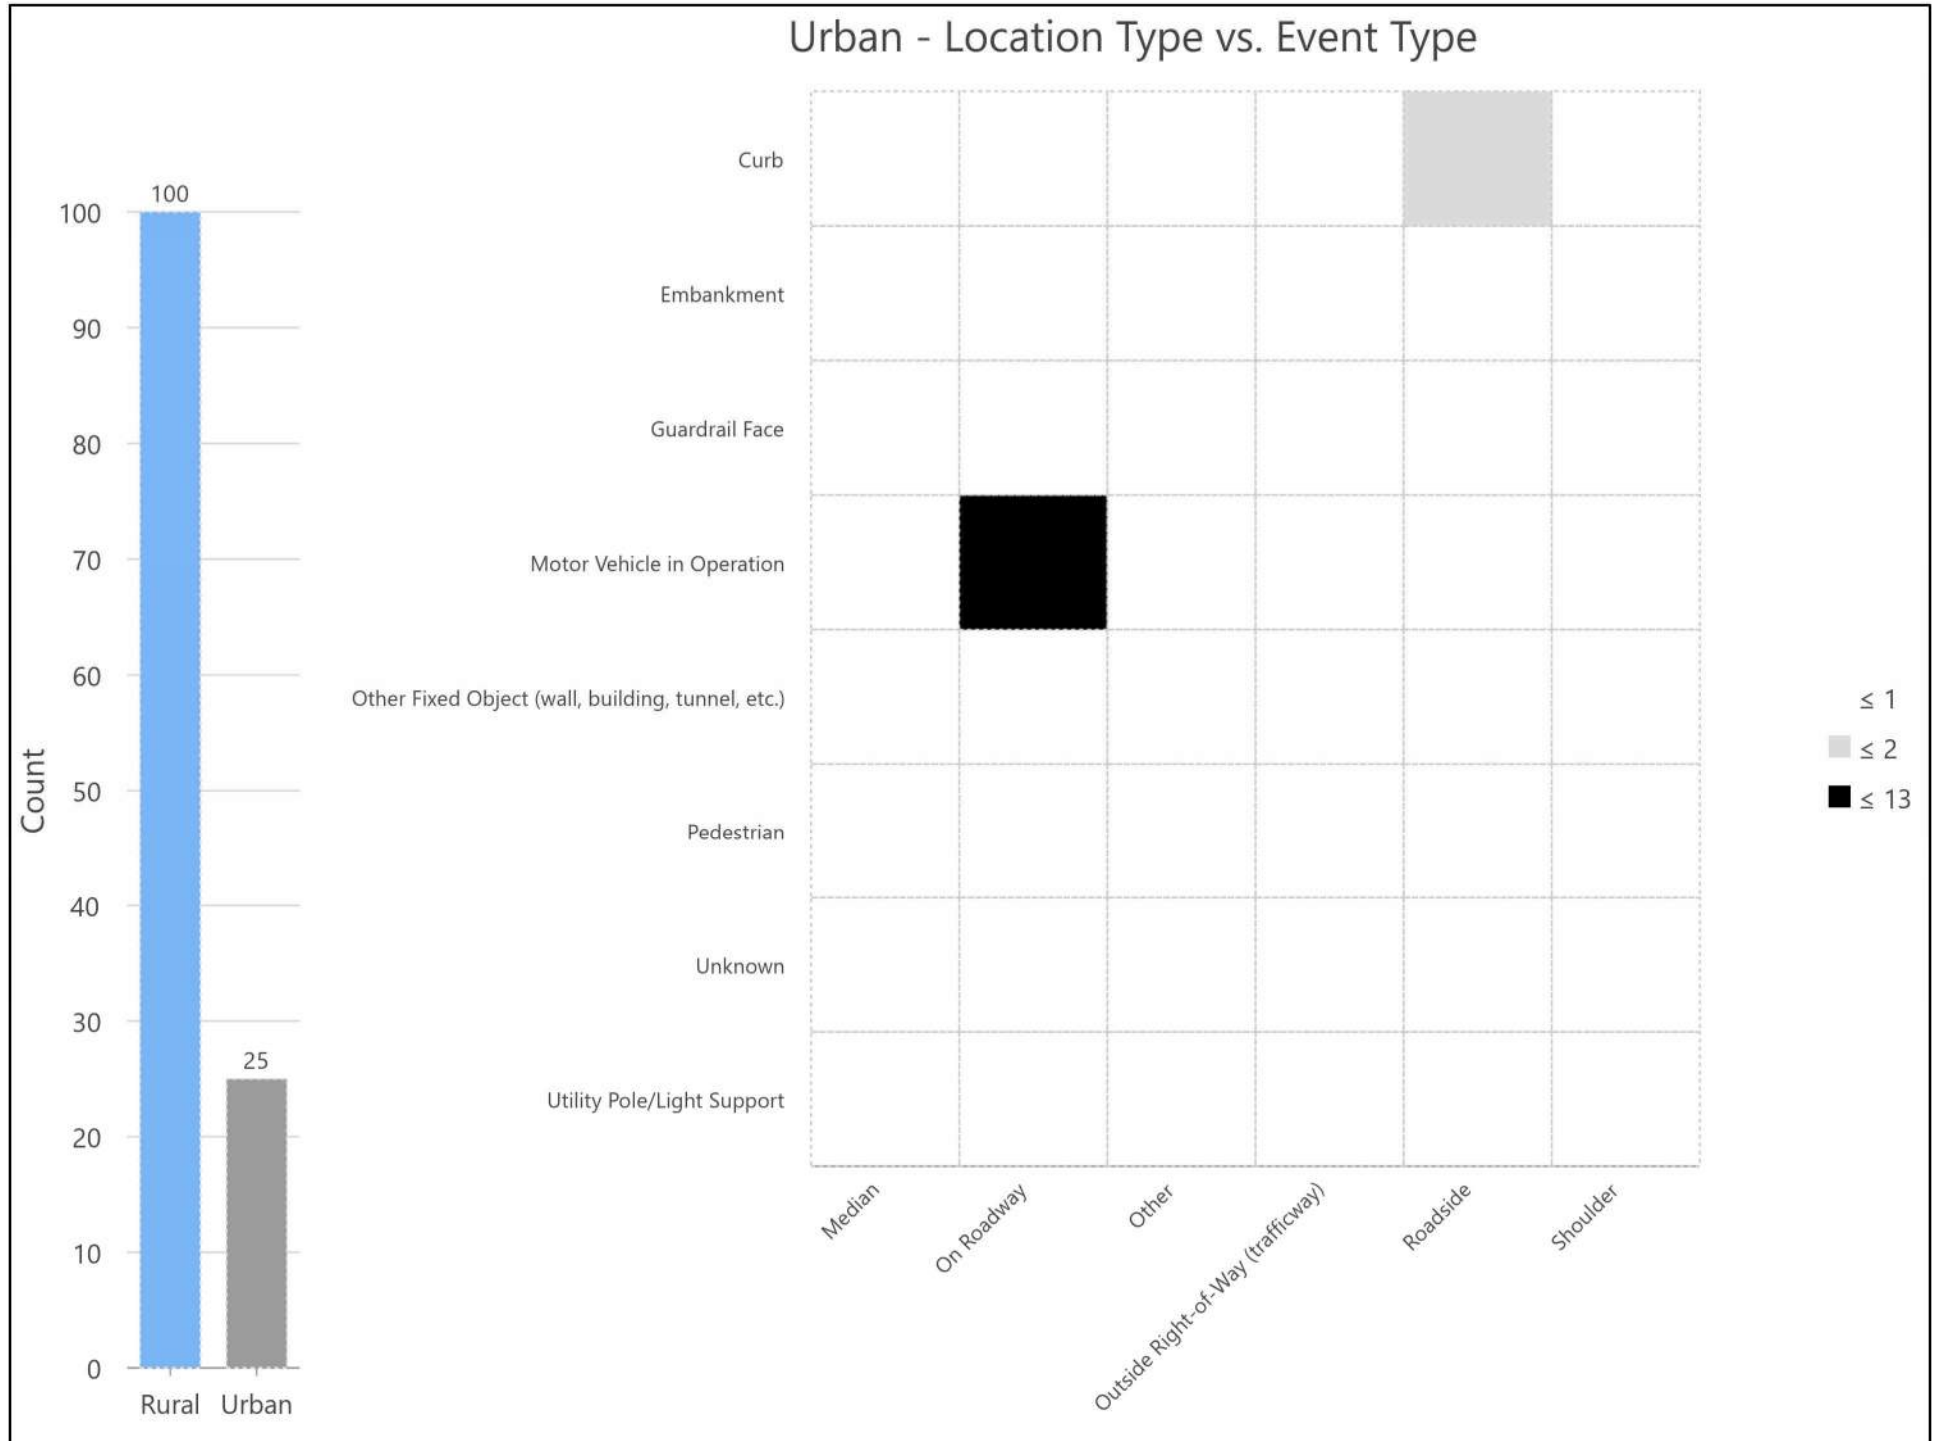 Urban - Location Type vs. Event Type
Count
100
90
80
70
60
50
40
30
20
10
0
100
25
Rural
Urban
Curb
Embankment
Guardrail Face
Motor Vehicle in Operation
Other Fixed Object (wall, building, tunnel, etc.)
Pedestrian
Unknown
Utility Pole/Light Support
Median
On Roadway
Other
Outside Right-of-Way (trafficway)
Roadside
Shoulder
≤ 1
≤ 2
≤ 13